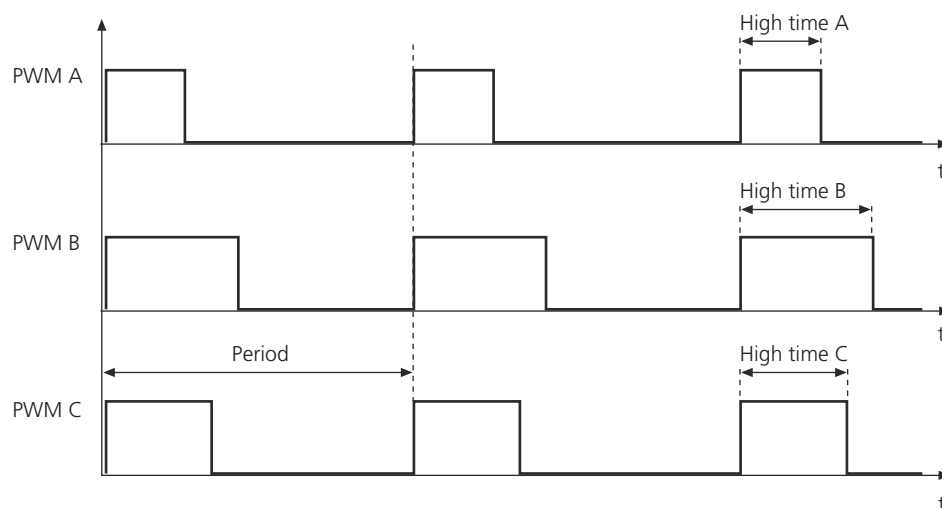 High time A
PWM A
t
High time B
PWM B
t
Period
High time C
PWM C
t